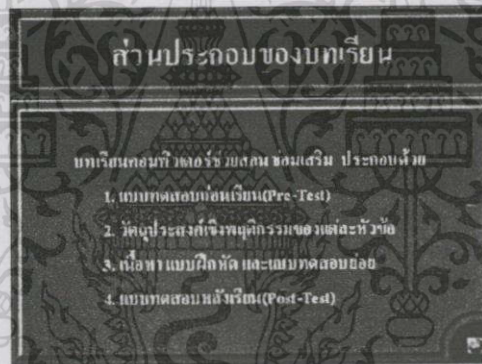 ส่วนประกอบของบทเรียน
บทเรียนคอมพิวเตอร์ช่วยสอน ซ่อมเสริม ประกอบด้วย
1. แบบทดสอบก่อนเรียน(Pre-Test)
2. วัตถุประสงค์เชิงพฤติกรรมของแต่ละหัวข้อ
3. เนื้อหา แบบฝึกหัด และแบบทดสอบย่อย
4. แบบทดสอบหลังเรียน(Post-Test)